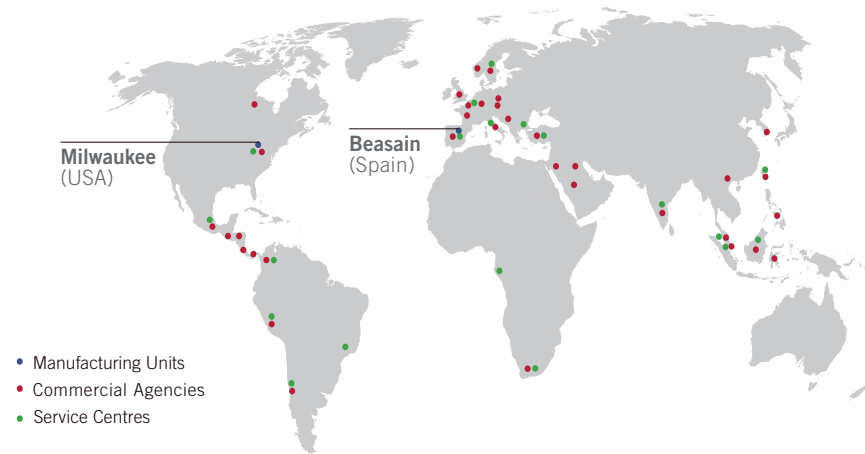 Milwaukee
(USA)
Beasain
(Spain)
Manufacturing Units
Commercial Agencies
Service Centres